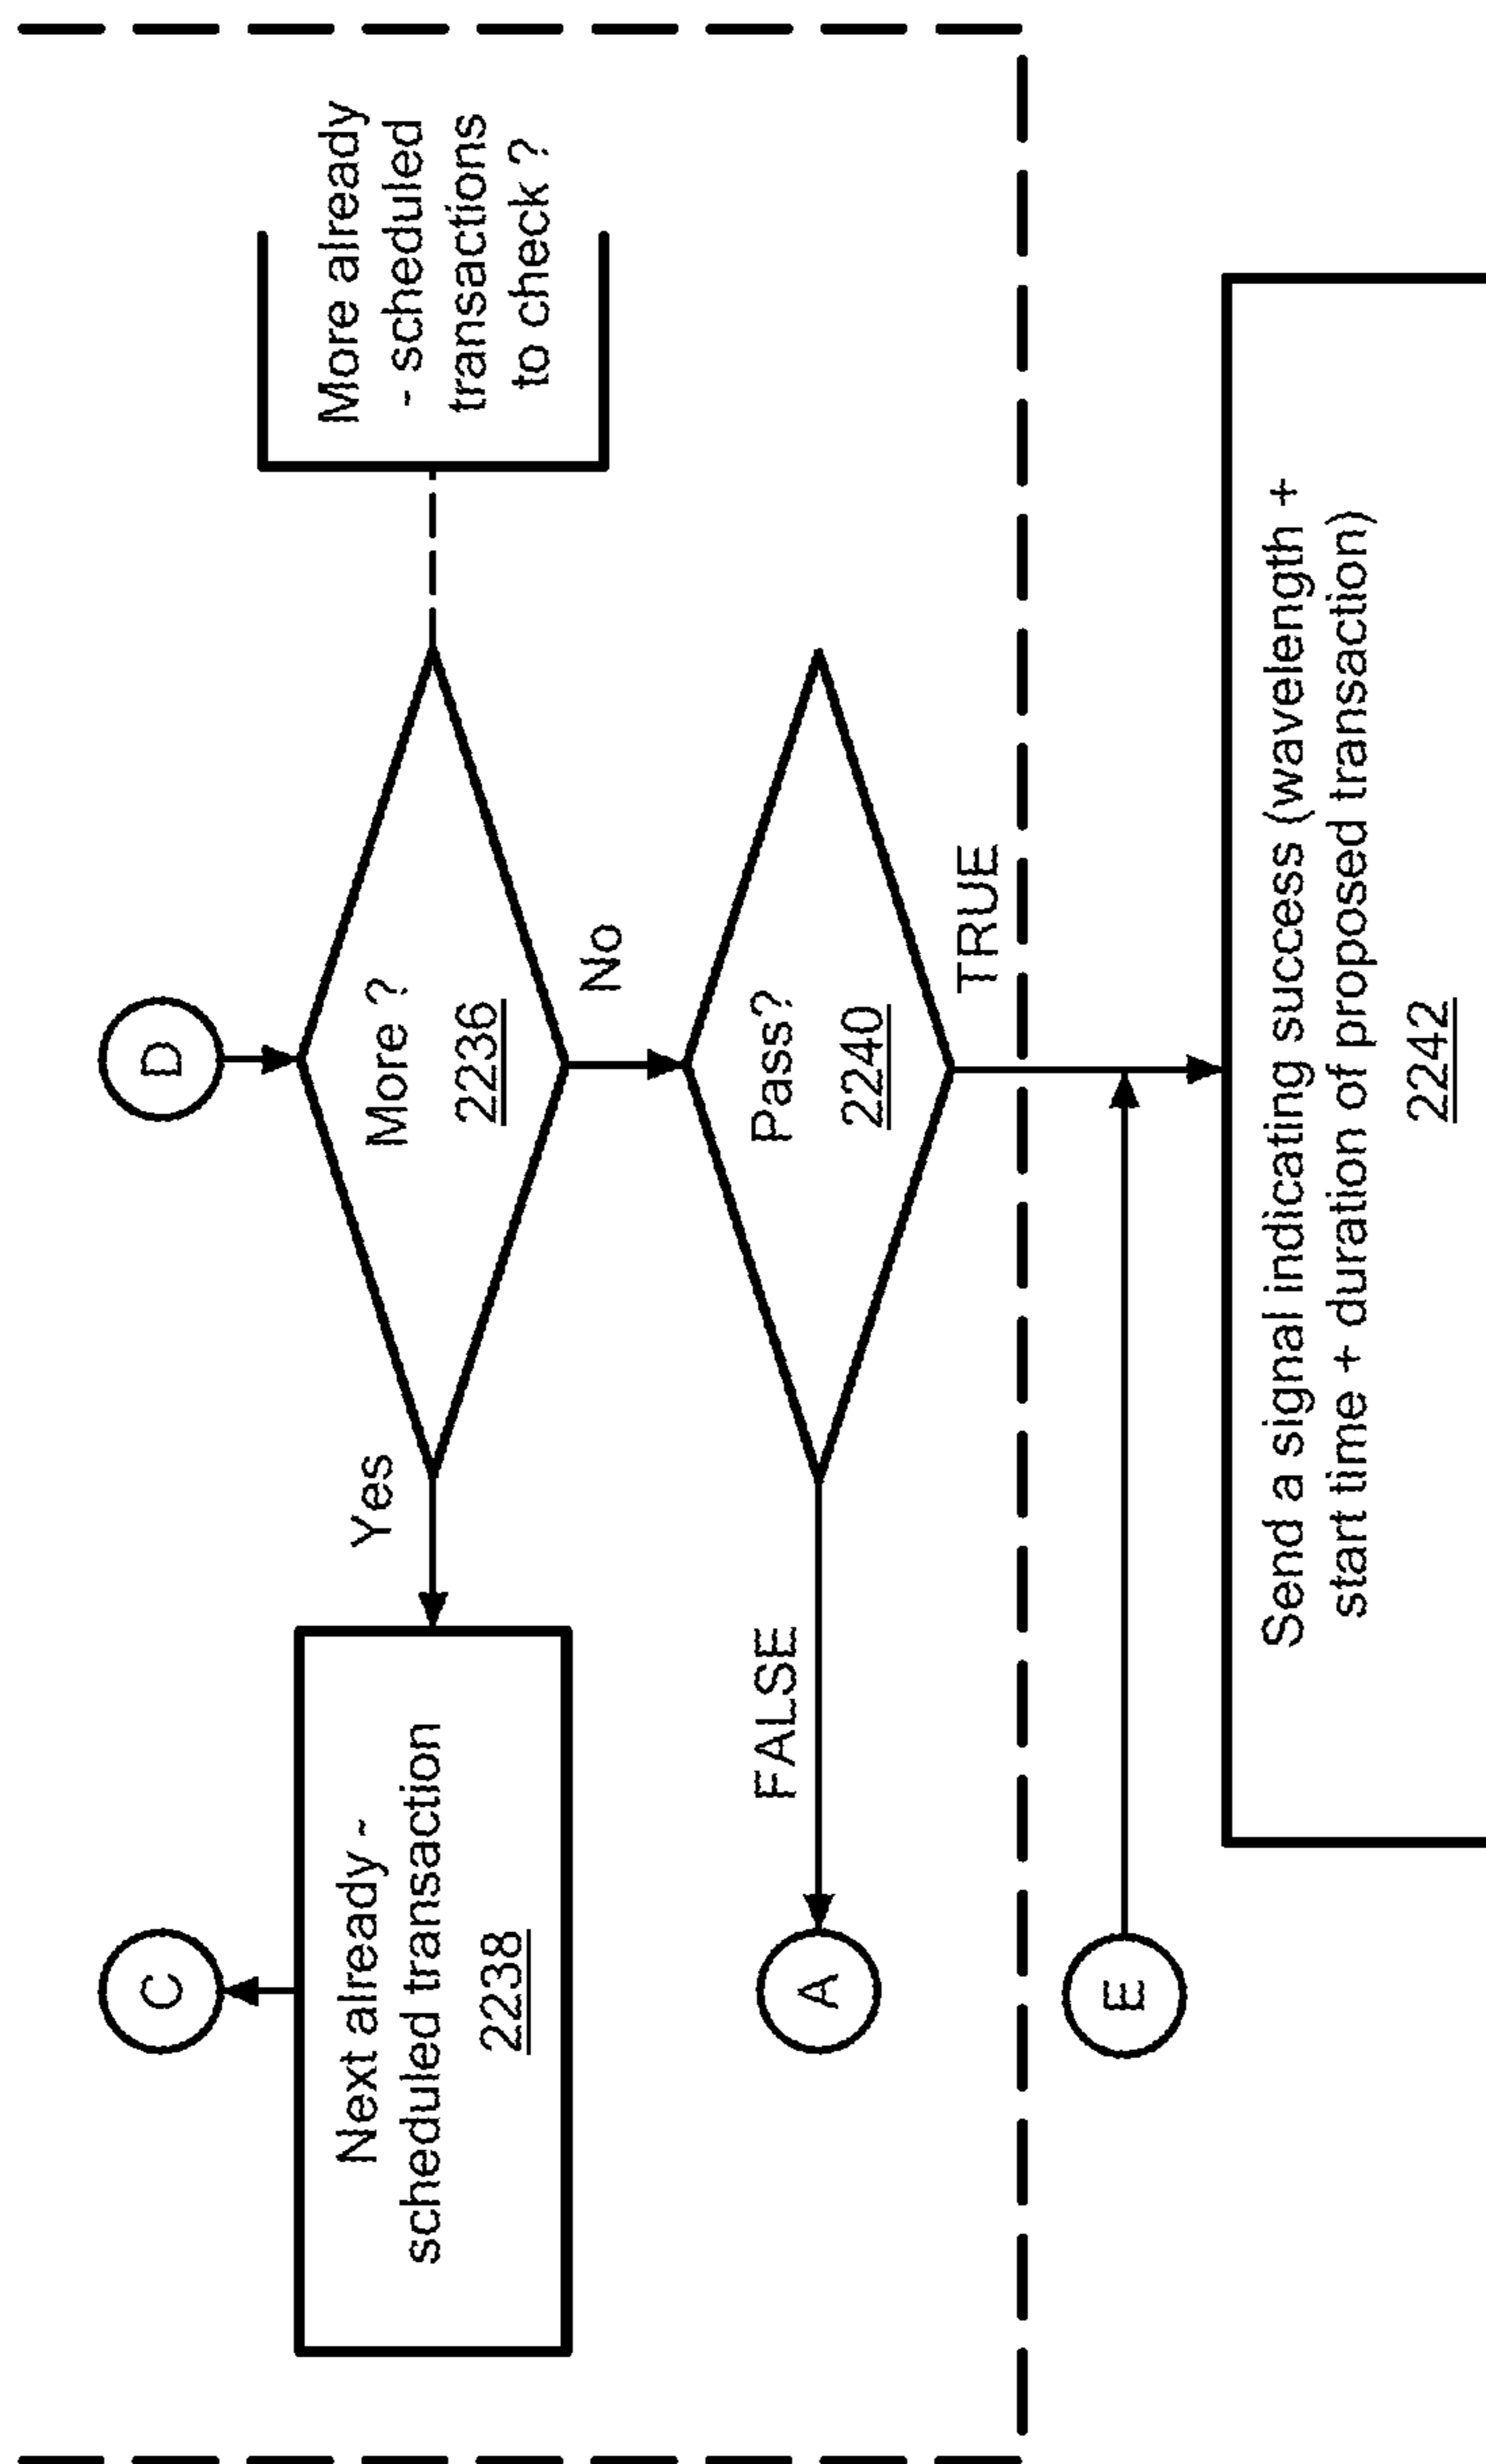 C
D
Next already -
scheduled transaction
2238
Yes
More ?
2236
More already
- scheduled
transactions
to check ?
No
A
FALSE
Pass?
2240
TRUE
E
Send a signal indicating success (wavelength +
start time + duration of proposed transaction)
2242